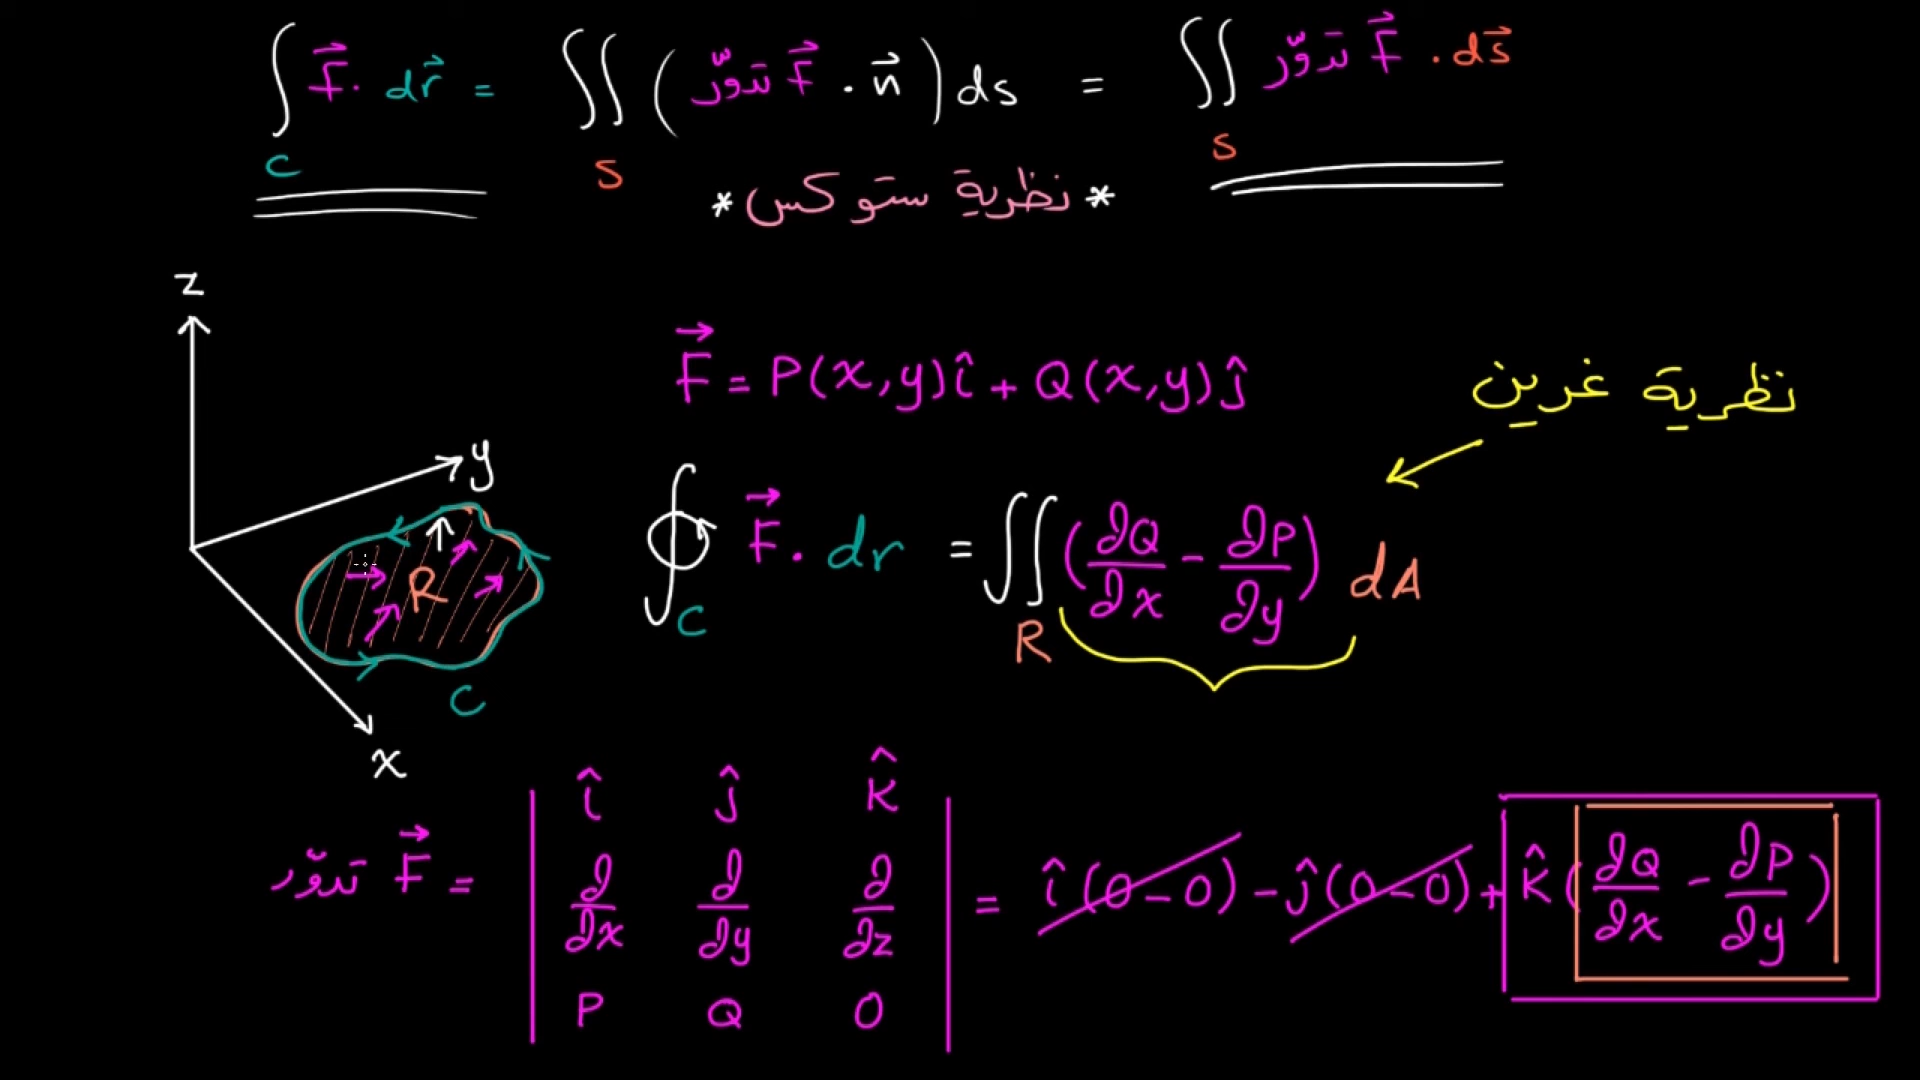 ∫_C F⃗ · dr⃗ = ∬_S (تدوّر F⃗ · n⃗) ds = ∬_S تدوّر F⃗ · ds⃗
* نظرية ستوكس *
z
F⃗ = P(x,y)î + Q(x,y)ĵ
نظرية غرين
y
∮_C F⃗ · dr = ∬_R (∂Q/∂x − ∂P/∂y) dA
R
C
x
تدوّر F⃗ = | î ĵ k̂ |
| ∂/∂x ∂/∂y ∂/∂z | = î(0−0) − ĵ(0−0) + k̂(∂Q/∂x − ∂P/∂y)
| P Q 0 |